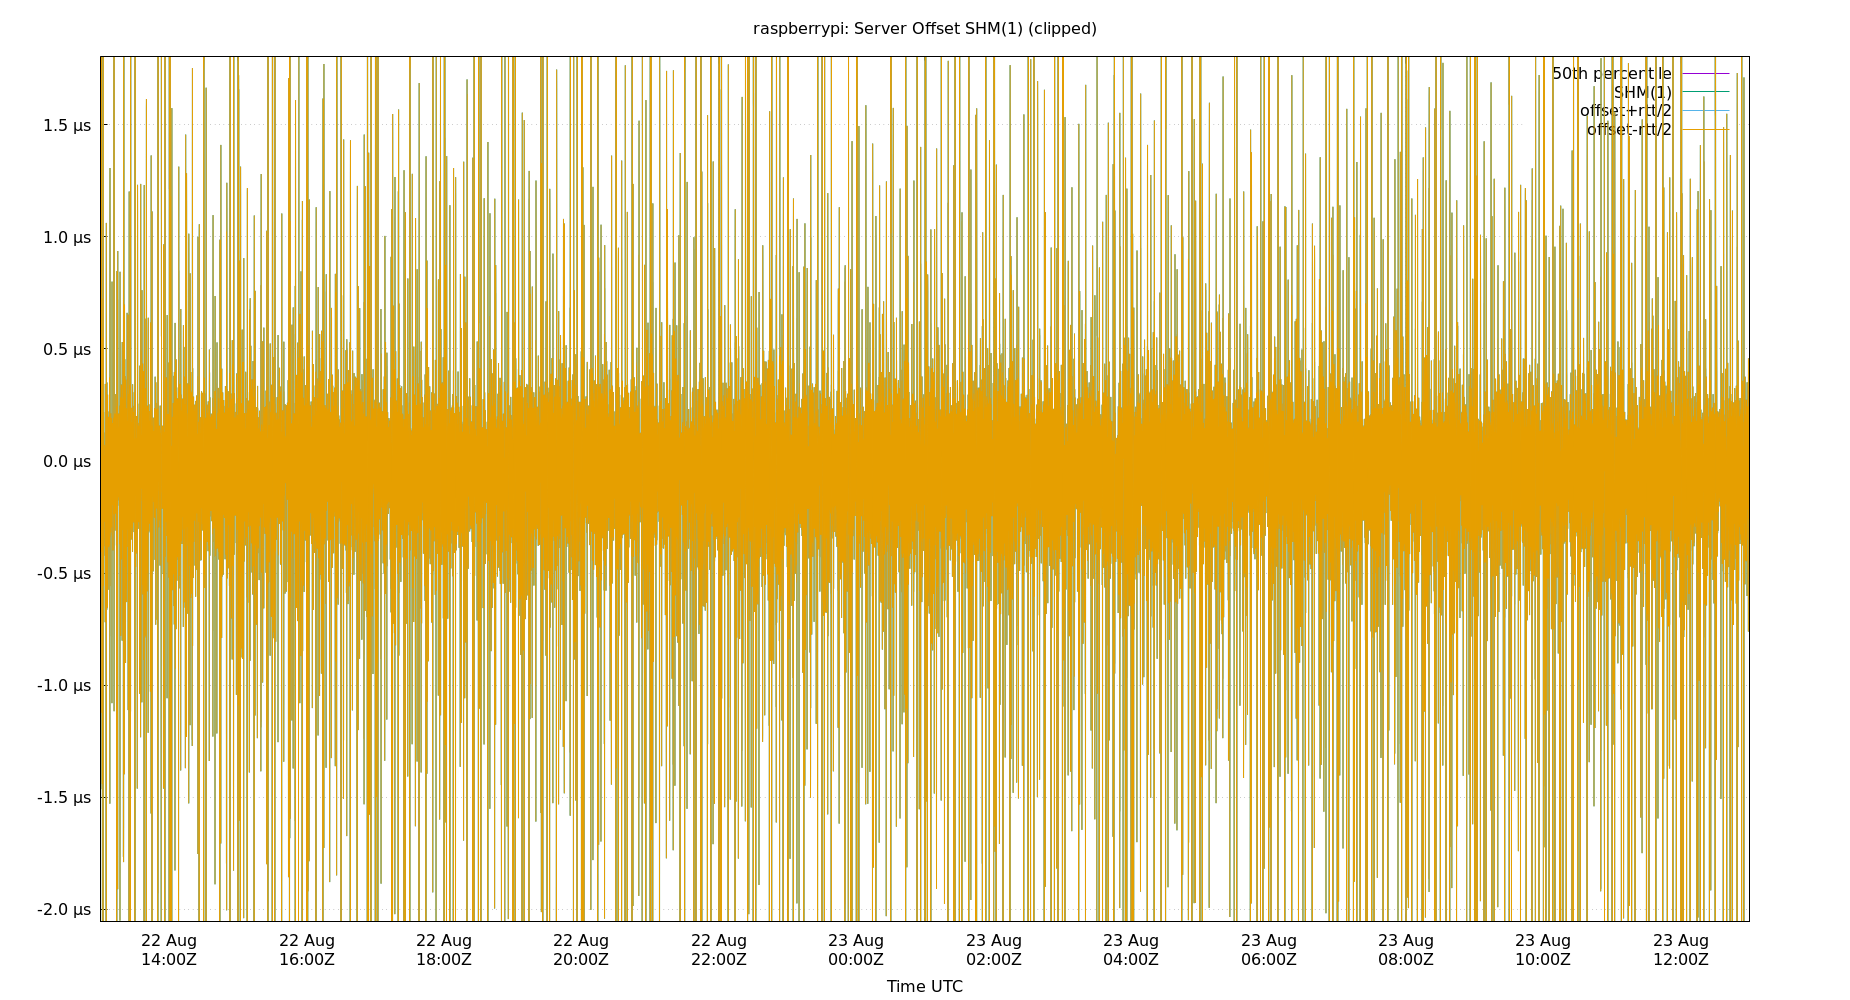 raspberrypi: Server Offset SHM(1) (clipped)
50th percentile
SHM(1)
offset+rtt/2
offset-rtt/2
1.5 µs
1.0 µs
0.5 µs
0.0 µs
-0.5 µs
-1.0 µs
-1.5 µs
-2.0 µs
22 Aug 22 Aug 22 Aug 22 Aug 22 Aug 23 Aug 23 Aug 23 Aug 23 Aug 23 Aug 23 Aug 23 Aug
14:00Z 16:00Z 18:00Z 20:00Z 22:00Z 00:00Z 02:00Z 04:00Z 06:00Z 08:00Z 10:00Z 12:00Z
Time UTC